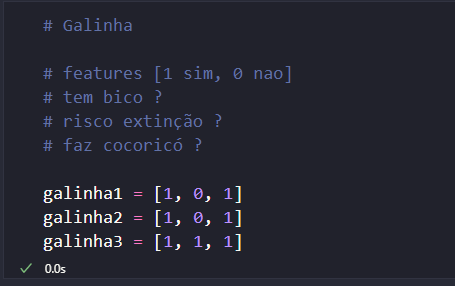 # Galinha
# features [1 sim, 0 nao]
# tem bico ?
# risco extinção ?
# faz cocoricó ?
galinha1 = [1, 0, 1]
galinha2 = [1, 0, 1]
galinha3 = [1, 1, 1]
0.0s